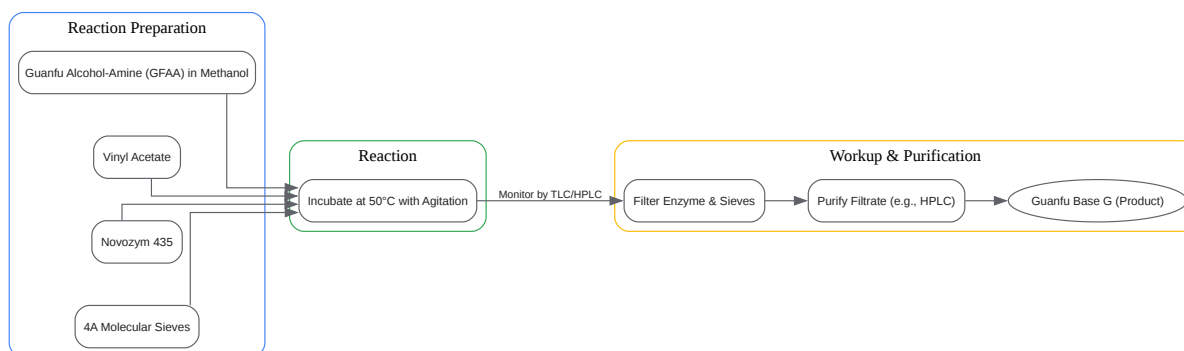 Reaction Preparation
Guanfu Alcohol-Amine (GFAA) in Methanol
Vinyl Acetate
Novozym 435
4A Molecular Sieves
Reaction
Incubate at 50°C with Agitation
Monitor by TLC/HPLC
Workup & Purification
Filter Enzyme & Sieves
Purify Filtrate (e.g., HPLC)
Guanfu Base G (Product)